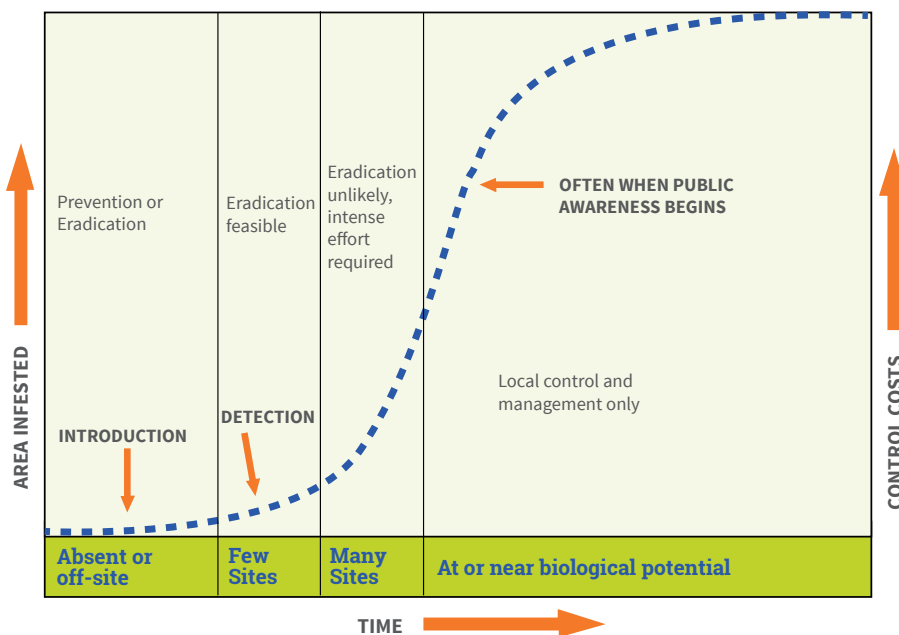 Prevention or
Eradication
Eradication
feasible
Eradication
unlikely,
intense
effort
required
OFTEN WHEN PUBLIC
AWARENESS BEGINS
Local control and
management only
INTRODUCTION
DETECTION
AREA INFESTED
CONTROL COSTS
Absent or
off-site
Few
Sites
Many
Sites
At or near biological potential
TIME